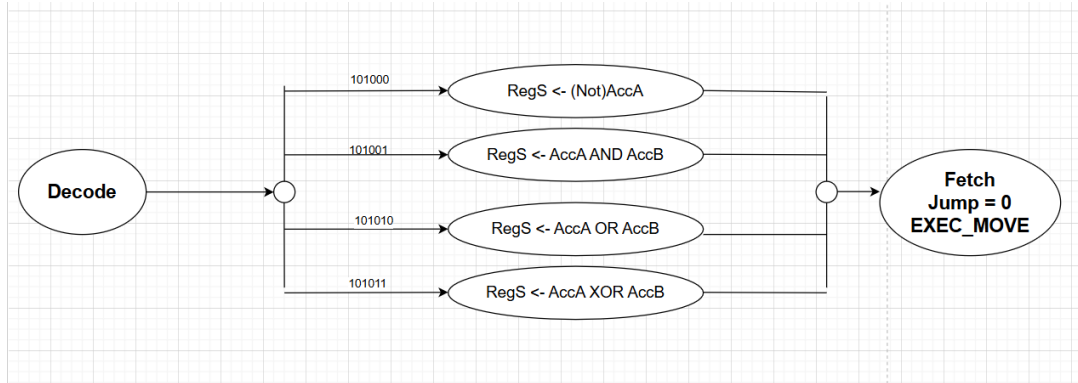 Decode
101000
RegS <- (Not)AccA
101001
RegS <- AccA AND AccB
101010
RegS <- AccA OR AccB
101011
RegS <- AccA XOR AccB
Fetch
Jump = 0
EXEC_MOVE